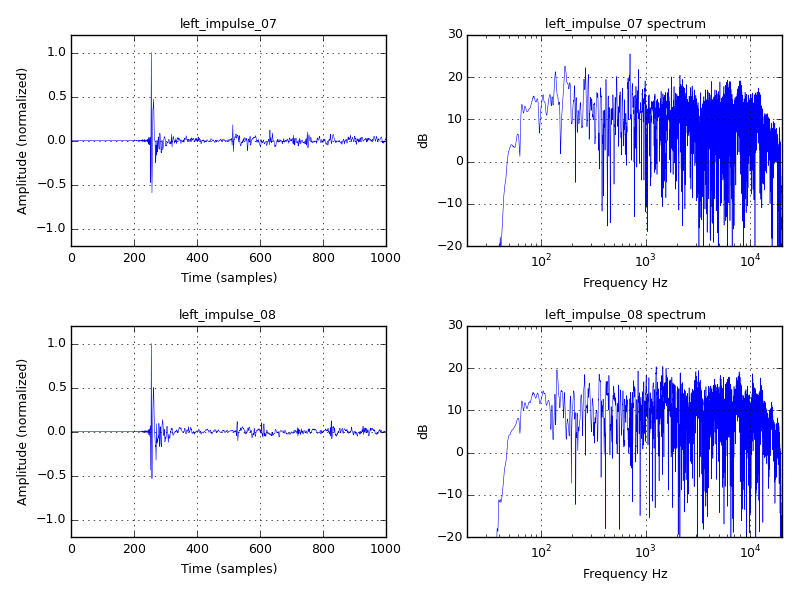 left_impulse_07
1.0
0.5
0.0
−0.5
−1.0
Amplitude (normalized)
0 200 400 600 800 1000
Time (samples)
left_impulse_07 spectrum
30
20
10
0
−10
−20
dB
10² 10³ 10⁴
Frequency Hz
left_impulse_08
1.0
0.5
0.0
−0.5
−1.0
Amplitude (normalized)
0 200 400 600 800 1000
Time (samples)
left_impulse_08 spectrum
30
20
10
0
−10
−20
dB
10² 10³ 10⁴
Frequency Hz